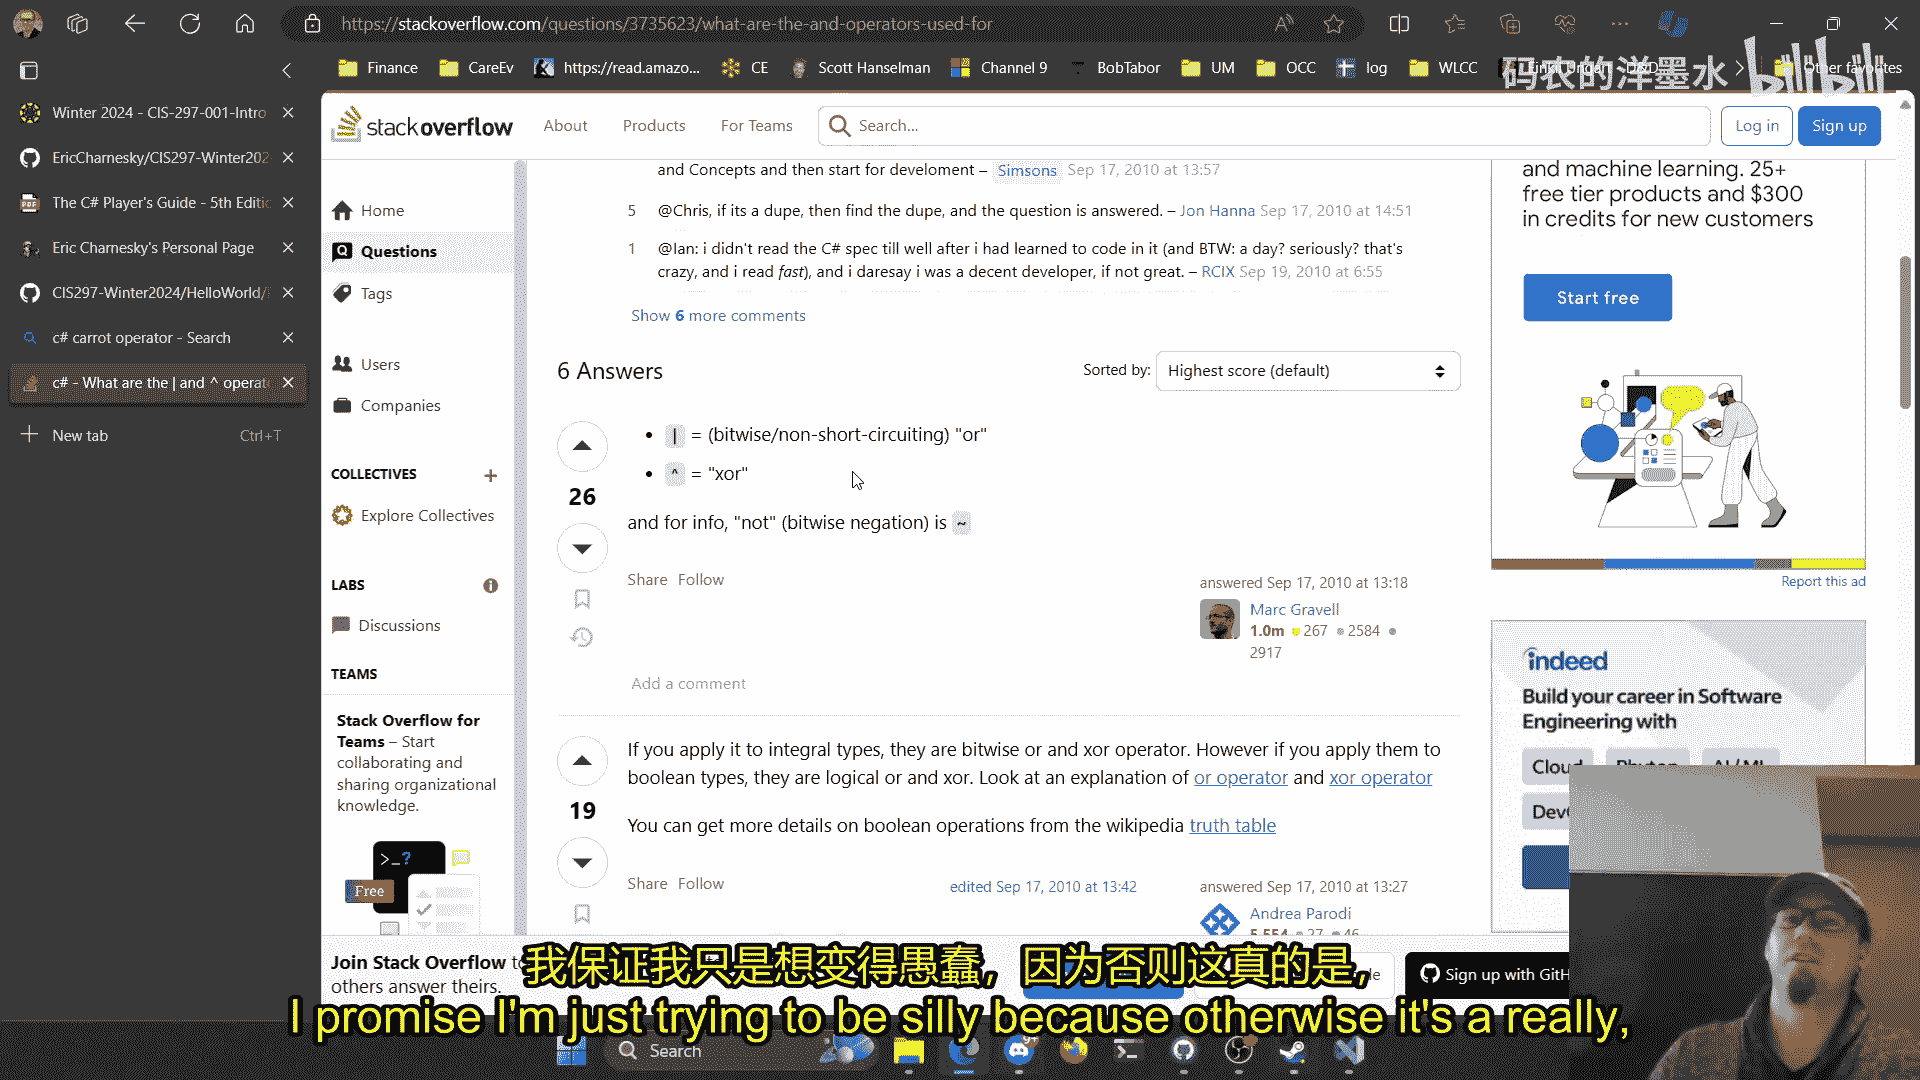 https://stackoverflow.com/questions/3735623/what-are-the-and-operators-used-for
Finance
CareEv
https://read.amazo...
CE
Scott Hanselman
Channel 9
BobTabor
UM
OCC
log
WLCC
Other favorites
码农的洋墨水
bilibili
Winter 2024 - CIS-297-001-Intro
EricCharnesky/CIS297-Winter202
The C# Player's Guide - 5th Editio
Eric Charnesky's Personal Page
CIS297-Winter2024/HelloWorld/
c# carrot operator - Search
c# - What are the | and ^ operato
New tab
Ctrl+T
stackoverflow
About
Products
For Teams
Search...
Log in
Sign up
Home
Questions
Tags
Users
Companies
COLLECTIVES
Explore Collectives
LABS
Discussions
TEAMS
Stack Overflow for
Teams – Start
collaborating and
sharing organizational
knowledge.
>_?
Free
and Concepts and then start for develoment – Simsons Sep 17, 2010 at 13:57
5 @Chris, if its a dupe, then find the dupe, and the question is answered. – Jon Hanna Sep 17, 2010 at 14:51
1 @Ian: i didn't read the C# spec till well after i had learned to code in it (and BTW: a day? seriously? that's
crazy, and i read fast), and i daresay i was a decent developer, if not great. – RCIX Sep 19, 2010 at 6:55
Show 6 more comments
6 Answers
Sorted by:
Highest score (default)
26
| = (bitwise/non-short-circuiting) "or"
^ = "xor"
and for info, "not" (bitwise negation) is ~
Share Follow
answered Sep 17, 2010 at 13:18
Marc Gravell
1.0m 267 2584
2917
Add a comment
19
If you apply it to integral types, they are bitwise or and xor operator. However if you apply them to
boolean types, they are logical or and xor. Look at an explanation of or operator and xor operator
You can get more details on boolean operations from the wikipedia truth table
Share Follow
edited Sep 17, 2010 at 13:42
answered Sep 17, 2010 at 13:27
Andrea Parodi
5,554 27 46
and machine learning. 25+
free tier products and $300
in credits for new customers
Start free
Report this ad
indeed
Build your career in Software
Engineering with
Cloud
Join Stack Overflow
others answer theirs.
Sign up with GitH
我保证我只是想变得愚蠢，因为否则这真的是，
I promise I'm just trying to be silly because otherwise it's a really,
Search
9+